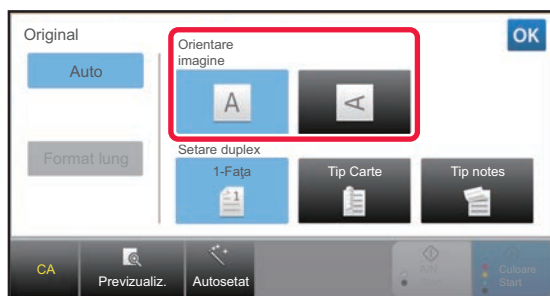 Original
OK
Orientare
imagine
Auto
A
A
Format lung
Setare duplex
1-Faţa
Tip Carte
Tip notes
1
CA
Previzualiz.
Autosetat
A/N
Culoare
Start